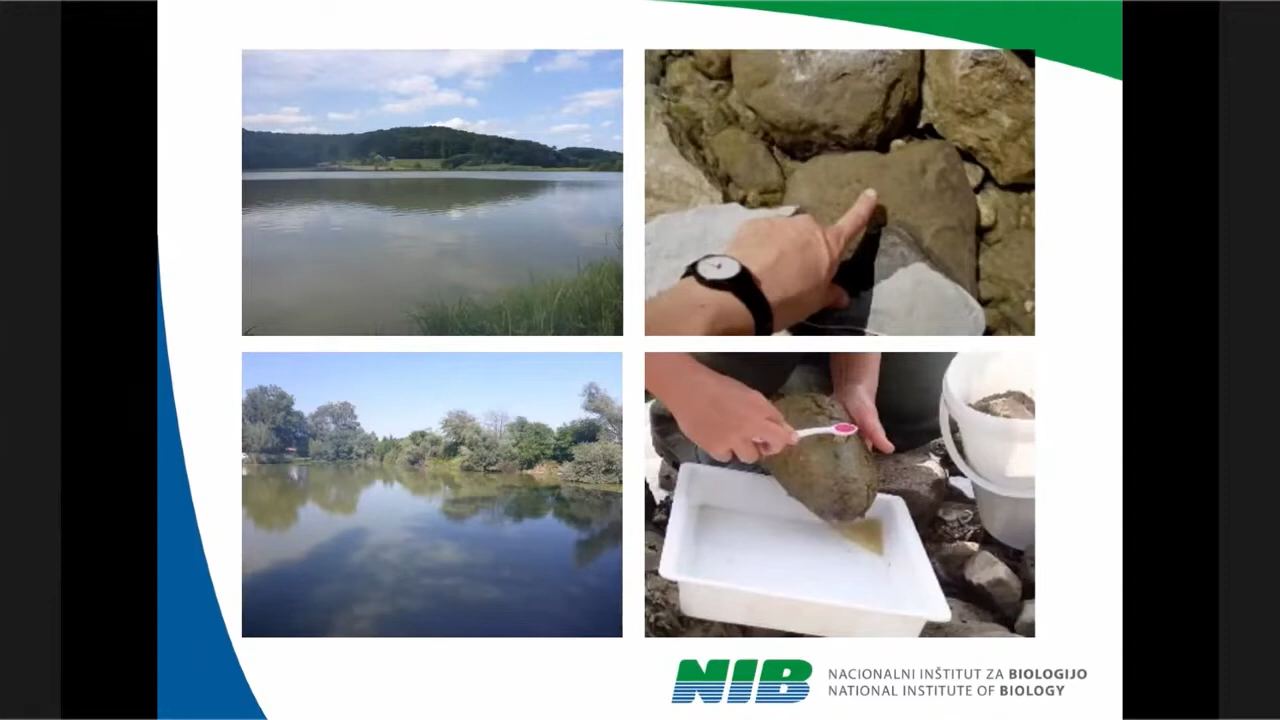 NIB
NACIONALNI INŠTITUT ZA BIOLOGIJO
NATIONAL INSTITUTE OF BIOLOGY